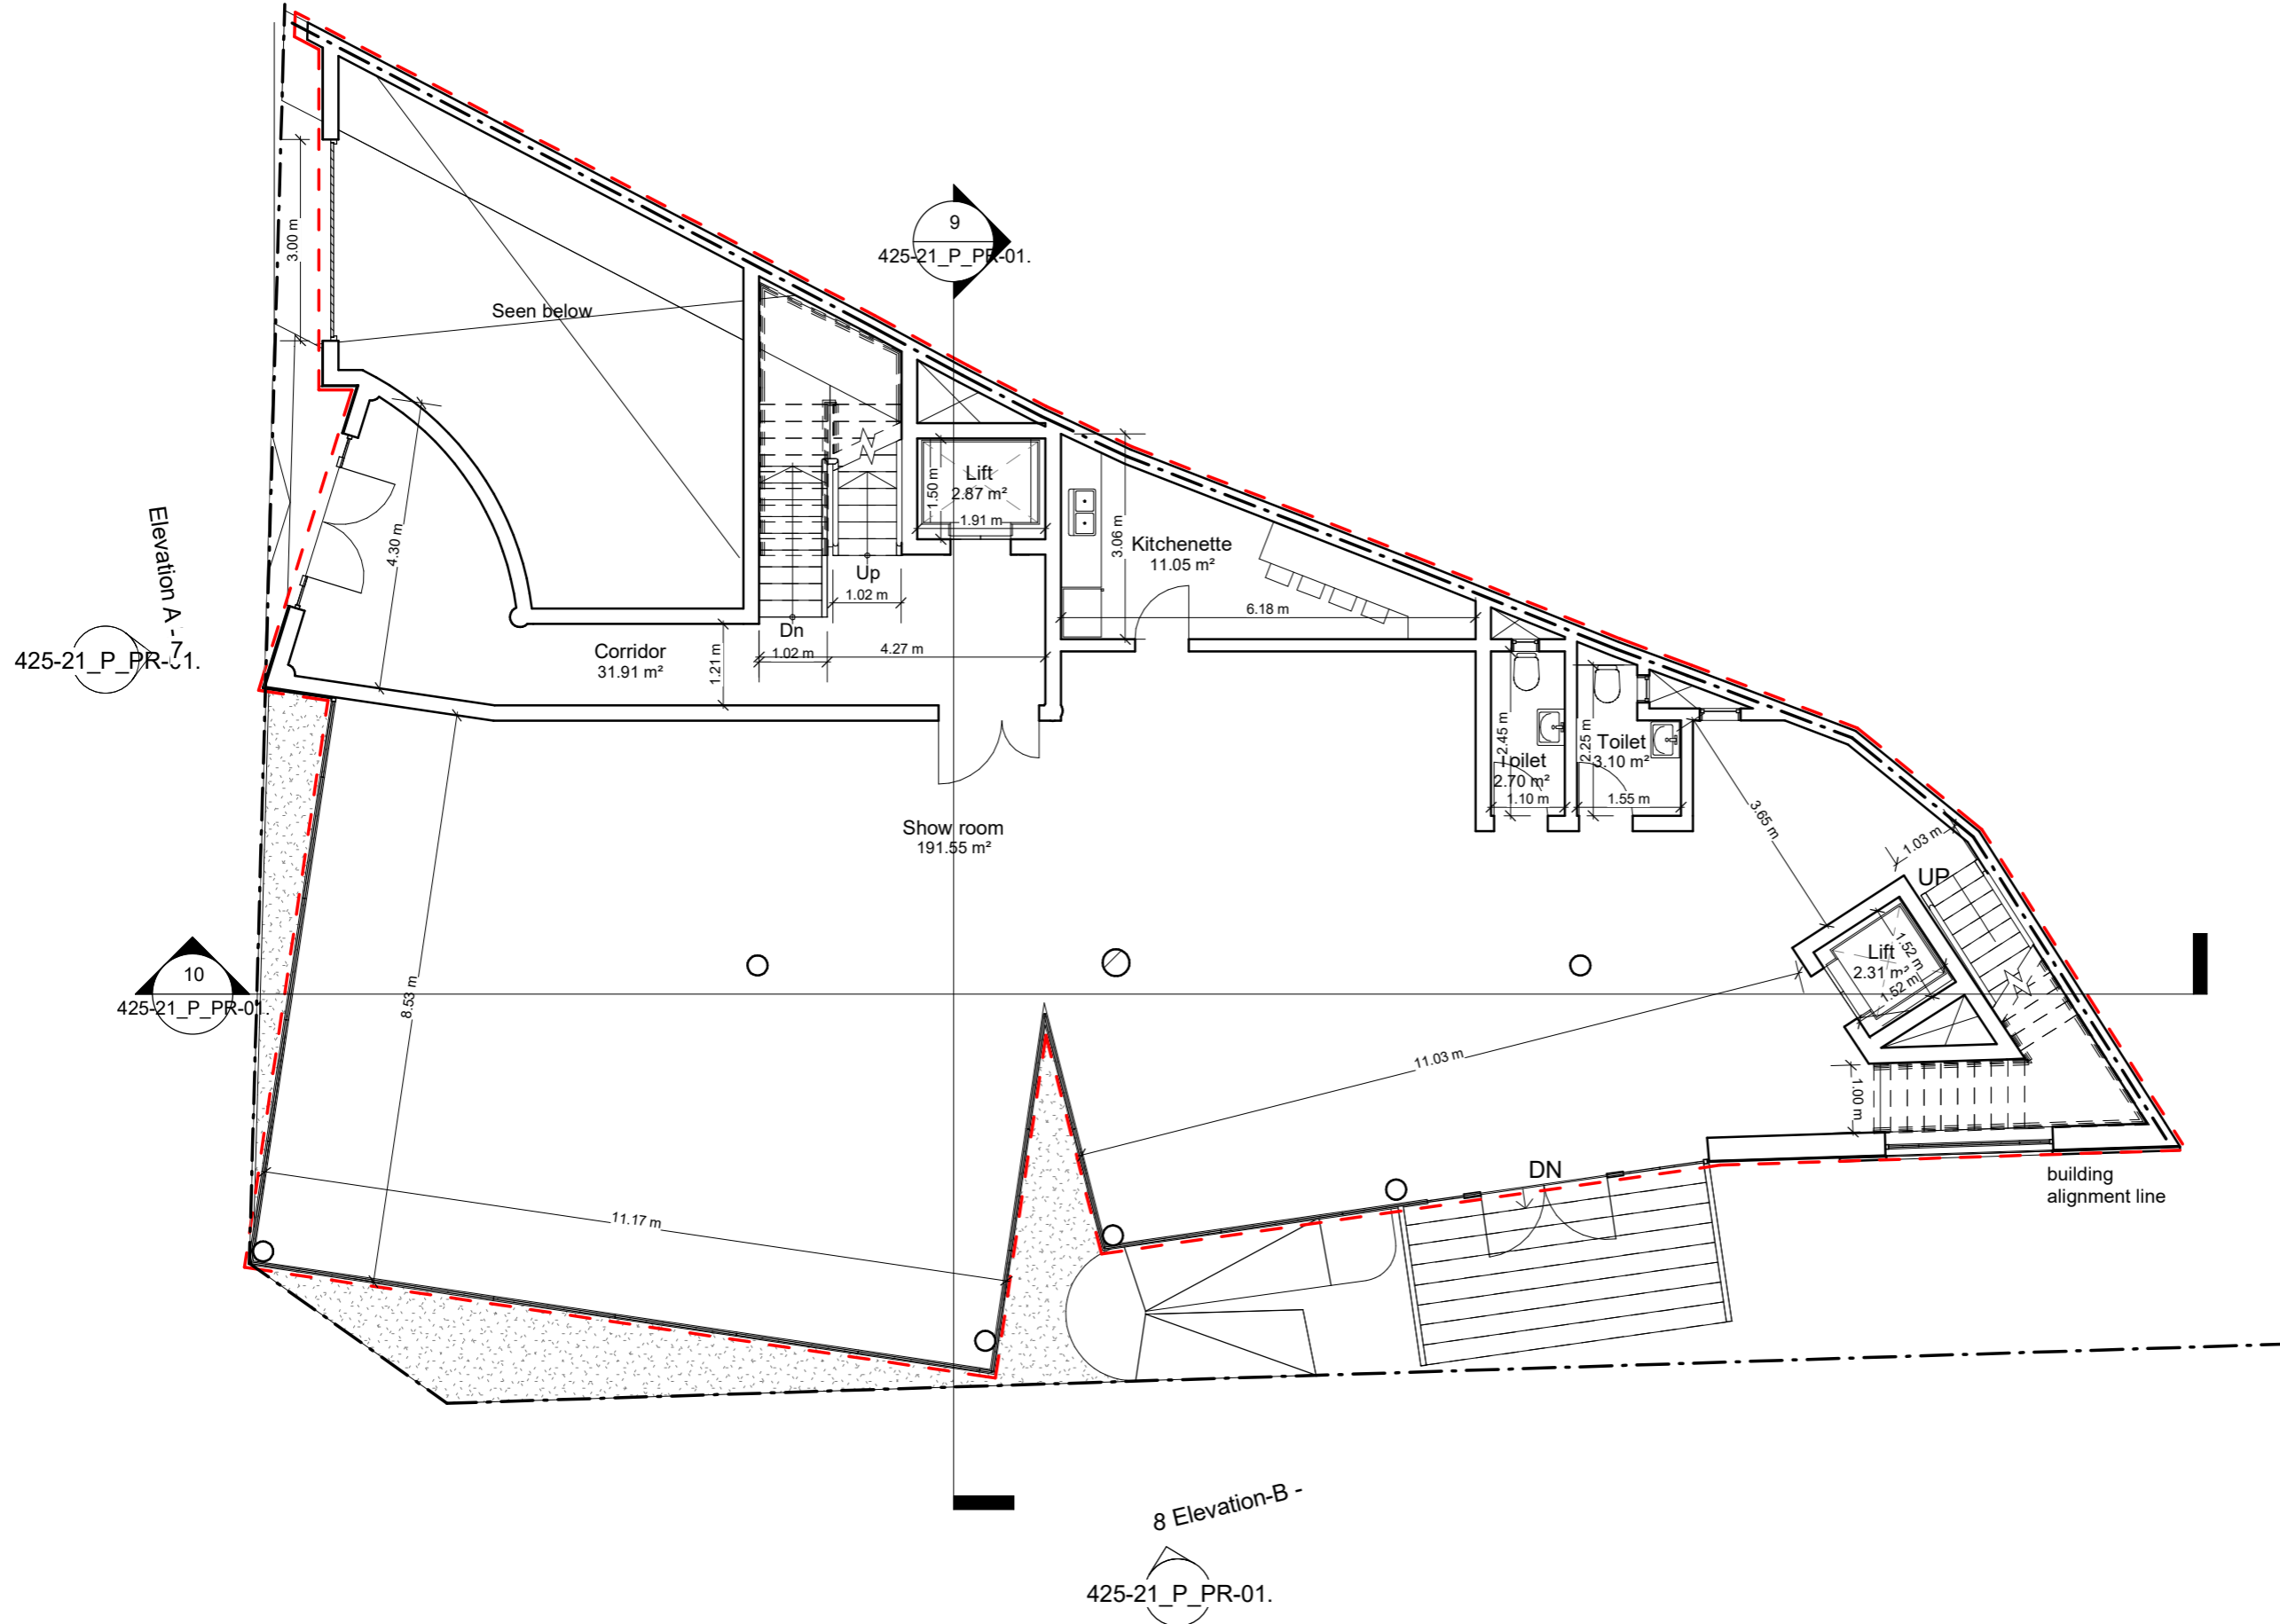 9
425-21_P_PR-01.
3.00 m
Seen below
Lift
2.87 m²
1.50 m
1.91 m
4.30 m
3.06 m
Kitchenette
11.05 m²
6.18 m
Up
1.02 m
Dn
1.02 m
4.27 m
Corridor
31.91 m²
1.21 m
Elevation A -
7
425-21_P_PR-01.
2.45 m
Toilet
2.70 m²
1.10 m
2.25 m
Toilet
3.10 m²
1.55 m
3.65 m
1.03 m
UP
Show room
191.55 m²
Lift
2.31 m²
1.52 m
1.52 m
10
425-21_P_PR-01.
8.53 m
11.03 m
1.00 m
11.17 m
DN
building
alignment line
8 Elevation-B -
425-21_P_PR-01.